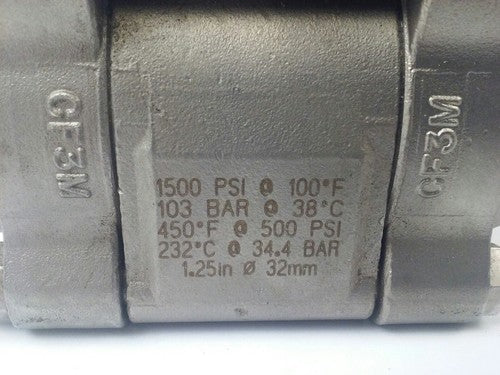 CF3M
1500 PSI @ 100°F
103 BAR @ 38°C
450°F @ 500 PSI
232°C @ 34.4 BAR
1.25in Ø 32mm
CF3M